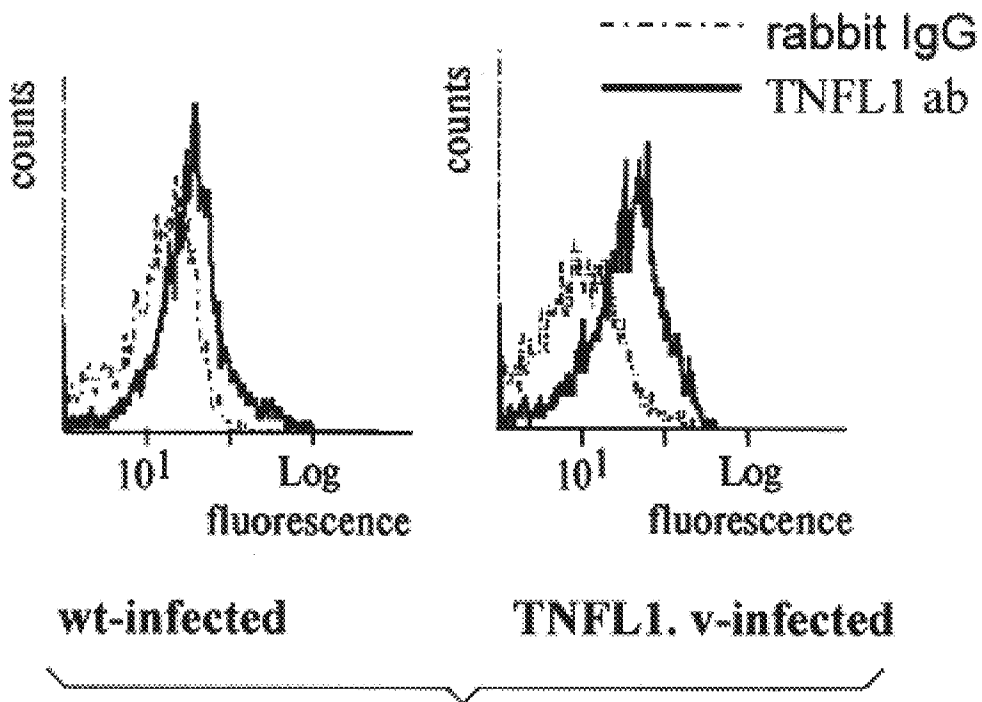 rabbit IgG
TNFL1 ab
counts
counts
10¹
Log
fluorescence
10¹
Log
fluorescence
wt-infected
TNFL1. v-infected